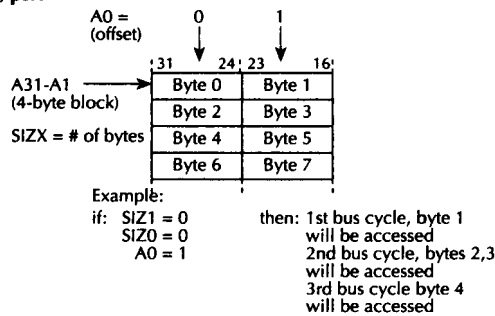 A0 = 0 1
(offset)
31 24 23 16
A31-A1 Byte 0 Byte 1
(4-byte block) Byte 2 Byte 3
SIZX = # of bytes Byte 4 Byte 5
Byte 6 Byte 7
Example:
if: SIZ1 = 0 then: 1st bus cycle, byte 1
SIZ0 = 0 will be accessed
A0 = 1 2nd bus cycle, bytes 2,3
will be accessed
3rd bus cycle byte 4
will be accessed